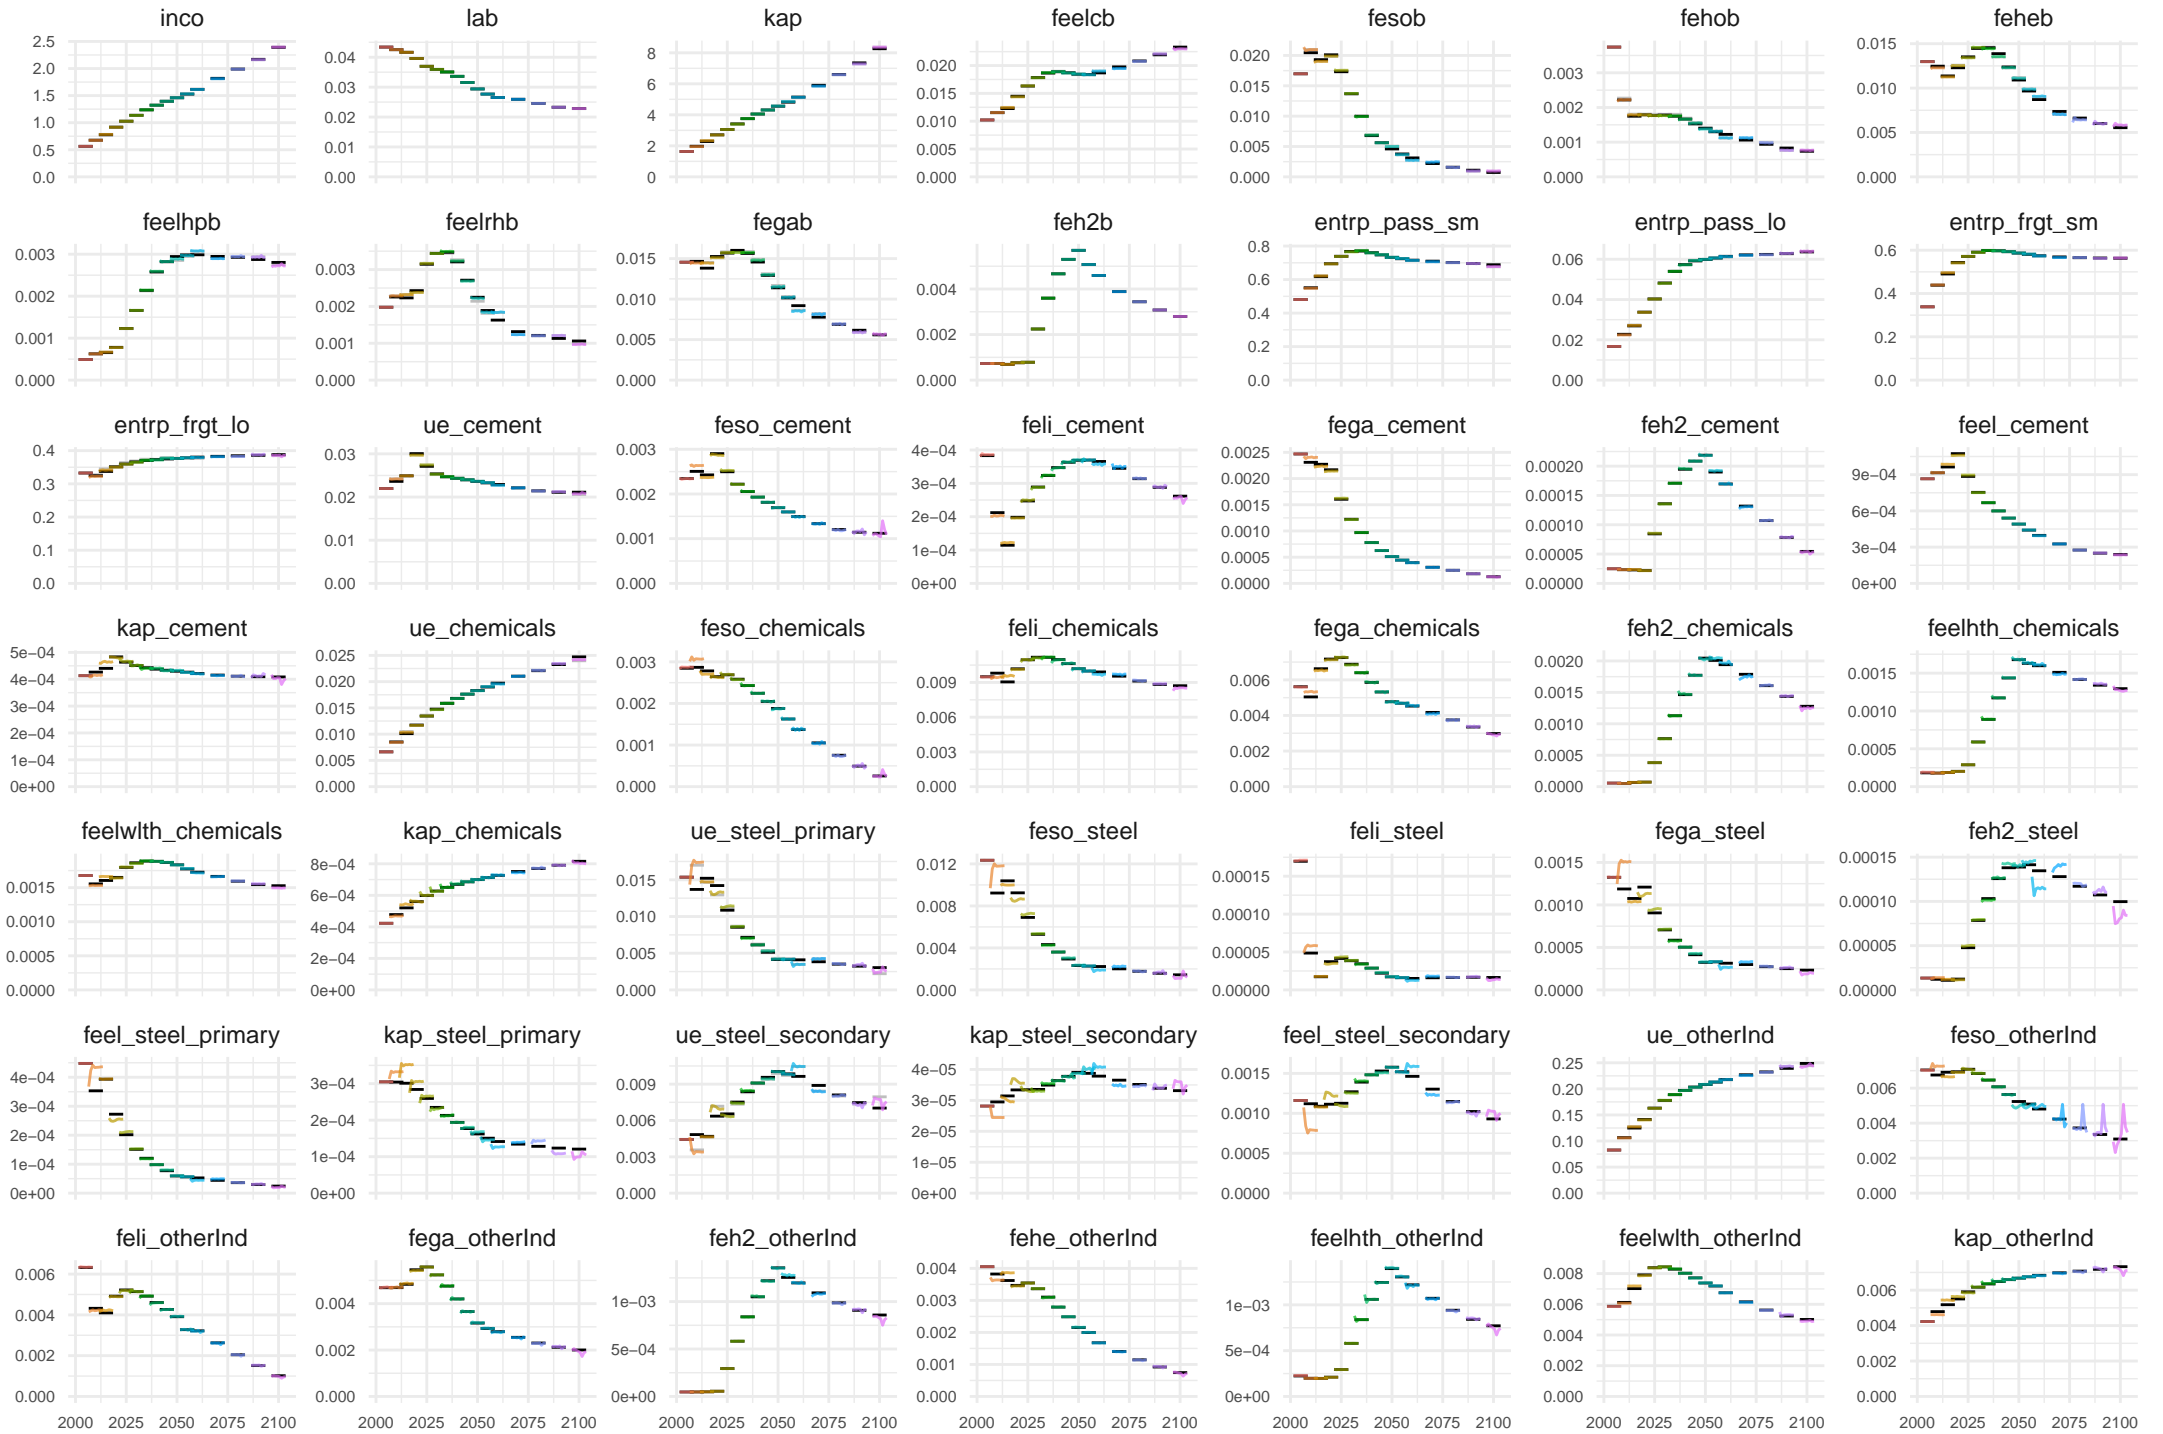 inco lab kap feelcb fesob fehob feheb
2.5 2.0 1.5 1.0 0.5 0.0
0.04 0.03 0.02 0.01 0.00
8 6 4 2 0
0.020 0.015 0.010 0.005 0.000
0.020 0.015 0.010 0.005 0.000
0.003 0.002 0.001 0.000
0.015 0.010 0.005 0.000
feelhpb feelrhb fegab feh2b entrp_pass_sm entrp_pass_lo entrp_frgt_sm
0.003 0.002 0.001 0.000
0.003 0.002 0.001 0.000
0.015 0.010 0.005 0.000
0.004 0.002 0.000
0.8 0.6 0.4 0.2 0.0
0.06 0.04 0.02 0.00
0.6 0.4 0.2 0.0
entrp_frgt_lo ue_cement feso_cement feli_cement fega_cement feh2_cement feel_cement
0.4 0.3 0.2 0.1 0.0
0.03 0.02 0.01 0.00
0.003 0.002 0.001 0.000
4e−04 3e−04 2e−04 1e−04 0e+00
0.0025 0.0020 0.0015 0.0010 0.0005 0.0000
0.00020 0.00015 0.00010 0.00005 0.00000
9e−04 6e−04 3e−04 0e+00
kap_cement ue_chemicals feso_chemicals feli_chemicals fega_chemicals feh2_chemicals feelhth_chemicals
5e−04 4e−04 3e−04 2e−04 1e−04 0e+00
0.025 0.020 0.015 0.010 0.005 0.000
0.003 0.002 0.001 0.000
0.009 0.006 0.003 0.000
0.006 0.004 0.002 0.000
0.0020 0.0015 0.0010 0.0005 0.0000
0.0015 0.0010 0.0005 0.0000
feelwlth_chemicals kap_chemicals ue_steel_primary feso_steel feli_steel fega_steel feh2_steel
0.0015 0.0010 0.0005 0.0000
8e−04 6e−04 4e−04 2e−04 0e+00
0.015 0.010 0.005 0.000
0.012 0.008 0.004 0.000
0.00015 0.00010 0.00005 0.00000
0.0015 0.0010 0.0005 0.0000
0.00015 0.00010 0.00005 0.00000
feel_steel_primary kap_steel_primary ue_steel_secondary kap_steel_secondary feel_steel_secondary ue_otherInd feso_otherInd
4e−04 3e−04 2e−04 1e−04 0e+00
3e−04 2e−04 1e−04 0e+00
0.009 0.006 0.003 0.000
4e−05 3e−05 2e−05 1e−05 0e+00
0.0015 0.0010 0.0005 0.0000
0.25 0.20 0.15 0.10 0.05 0.00
0.006 0.004 0.002 0.000
feli_otherInd fega_otherInd feh2_otherInd fehe_otherInd feelhth_otherInd feelwlth_otherInd kap_otherInd
0.006 0.004 0.002 0.000
0.004 0.002 0.000
1e−03 5e−04 0e+00
0.004 0.003 0.002 0.001 0.000
1e−03 5e−04 0e+00
0.008 0.006 0.004 0.002 0.000
0.006 0.004 0.002 0.000
2000 2025 2050 2075 2100 2000 2025 2050 2075 2100 2000 2025 2050 2075 2100 2000 2025 2050 2075 2100 2000 2025 2050 2075 2100 2000 2025 2050 2075 2100 2000 2025 2050 2075 2100